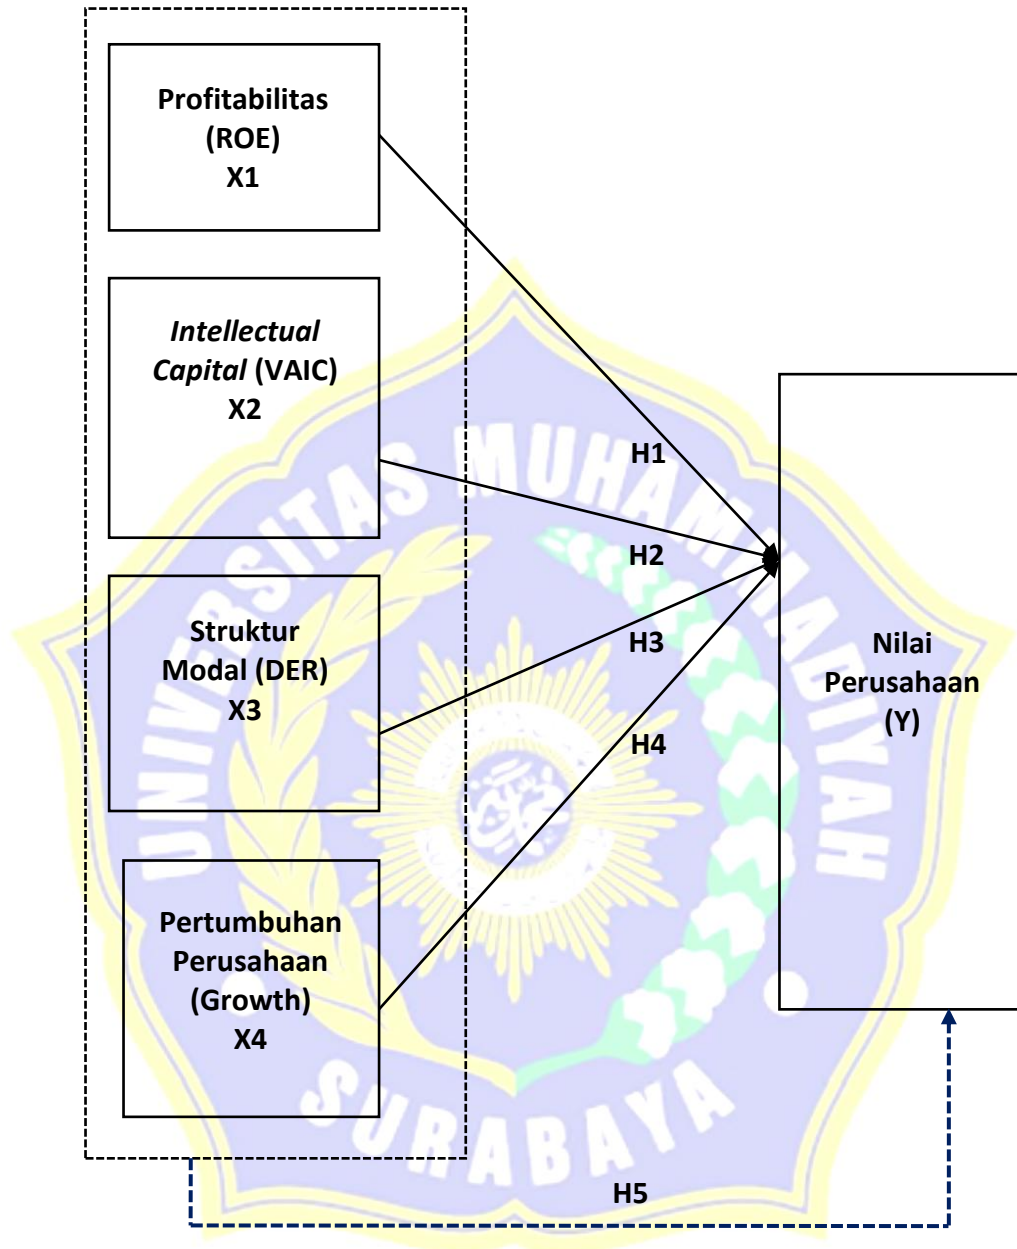 Profitabilitas
(ROE)
X1
Intellectual
Capital (VAIC)
X2
Struktur
Modal (DER)
X3
Pertumbuhan
Perusahaan
(Growth)
X4
H1
H2
H3
H4
Nilai
Perusahaan
(Y)
H5
UNIVERSITAS MUHAMMADIYAH
SURABAYA